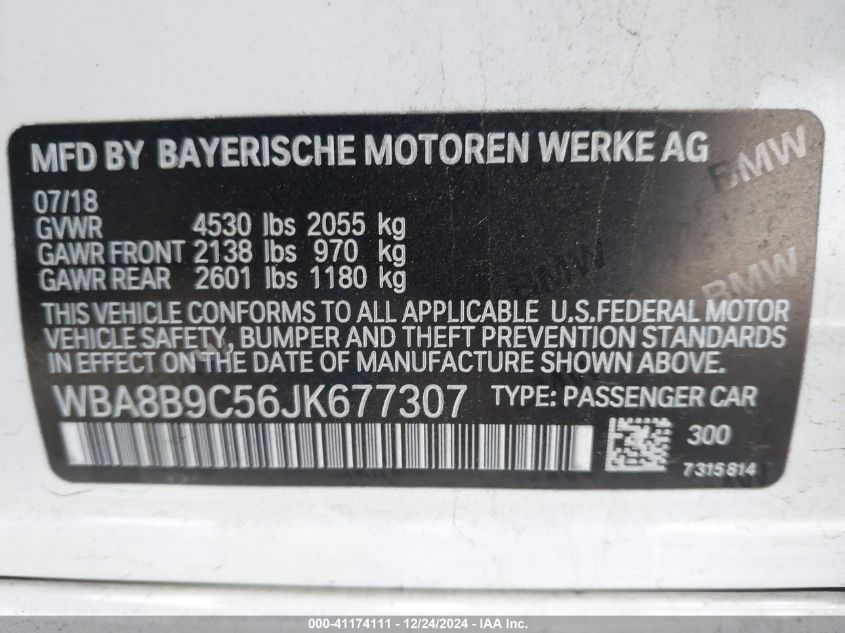 MFD BY BAYERISCHE MOTOREN WERKE AG
07/18
GVWR 4530 lbs 2055 kg
GAWR FRONT 2138 lbs 970 kg
GAWR REAR 2601 lbs 1180 kg
THIS VEHICLE CONFORMS TO ALL APPLICABLE U.S.FEDERAL MOTOR
VEHICLE SAFETY, BUMPER AND THEFT PREVENTION STANDARDS
IN EFFECT ON THE DATE OF MANUFACTURE SHOWN ABOVE.
WBA8B9C56JK677307 TYPE: PASSENGER CAR
300
7315814
BMW
BMW
BMW
000-41174111 - 12/24/2024 - IAA Inc.